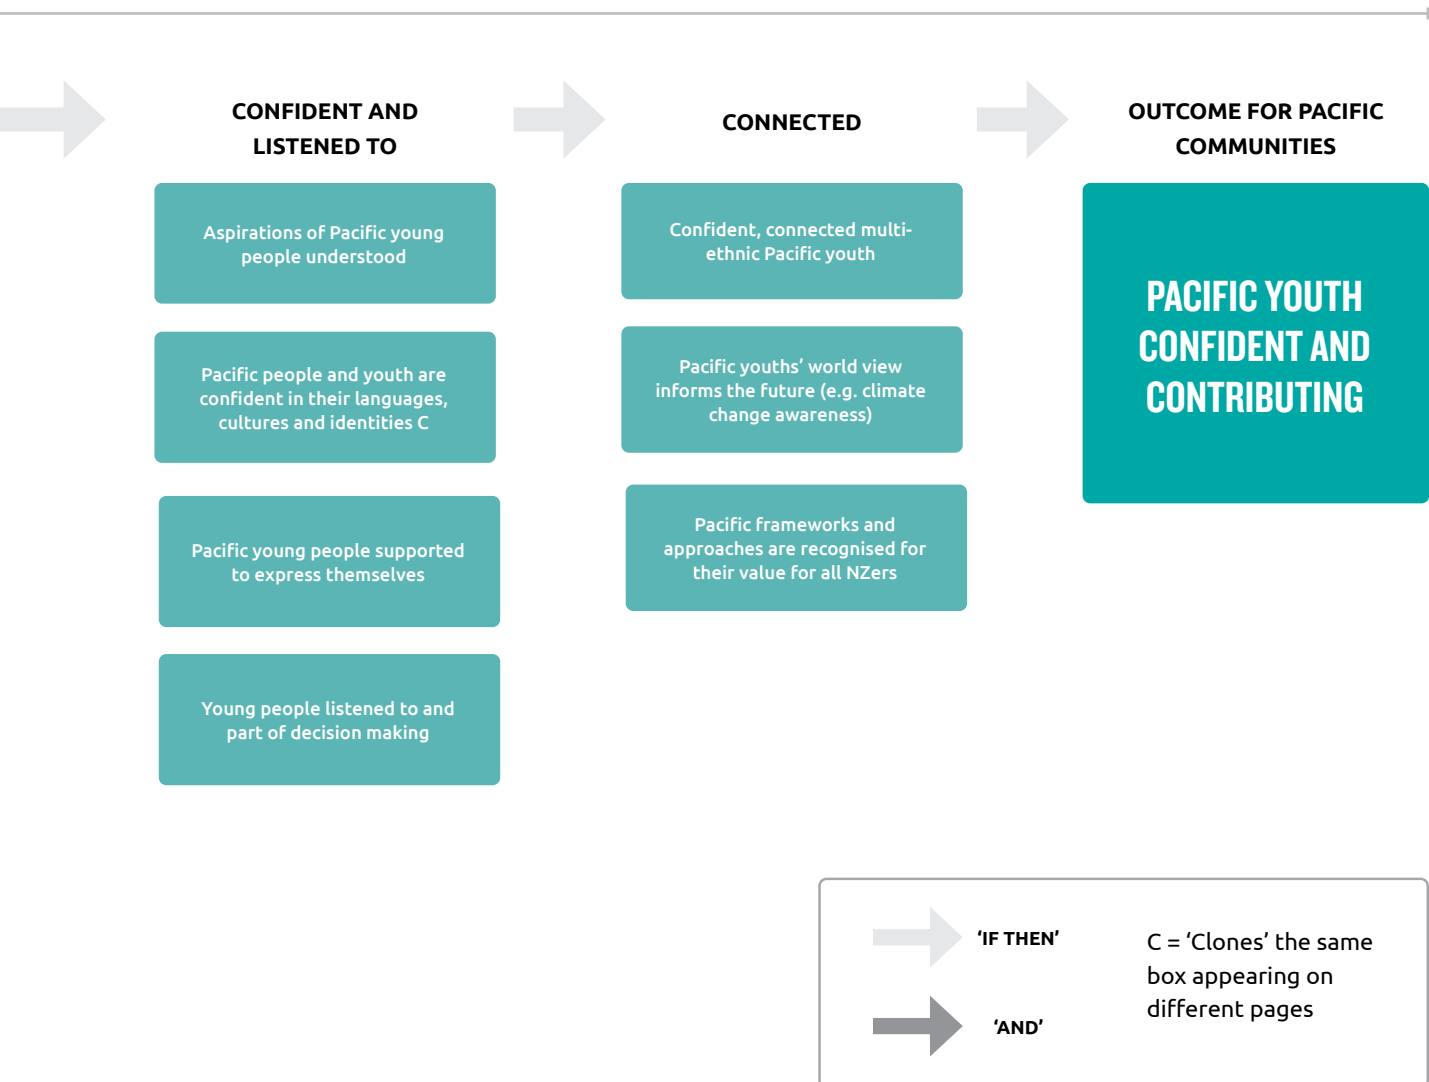 CONFIDENT AND
LISTENED TO
Aspirations of Pacific young
people understood
Pacific people and youth are
confident in their languages,
cultures and identities C
Pacific young people supported
to express themselves
Young people listened to and
part of decision making
CONNECTED
Confident, connected multi-
ethnic Pacific youth
Pacific youths’ world view
informs the future (e.g. climate
change awareness)
Pacific frameworks and
approaches are recognised for
their value for all NZers
OUTCOME FOR PACIFIC
COMMUNITIES
PACIFIC YOUTH
CONFIDENT AND
CONTRIBUTING
‘IF THEN’
‘AND’
C = ‘Clones’ the same
box appearing on
different pages